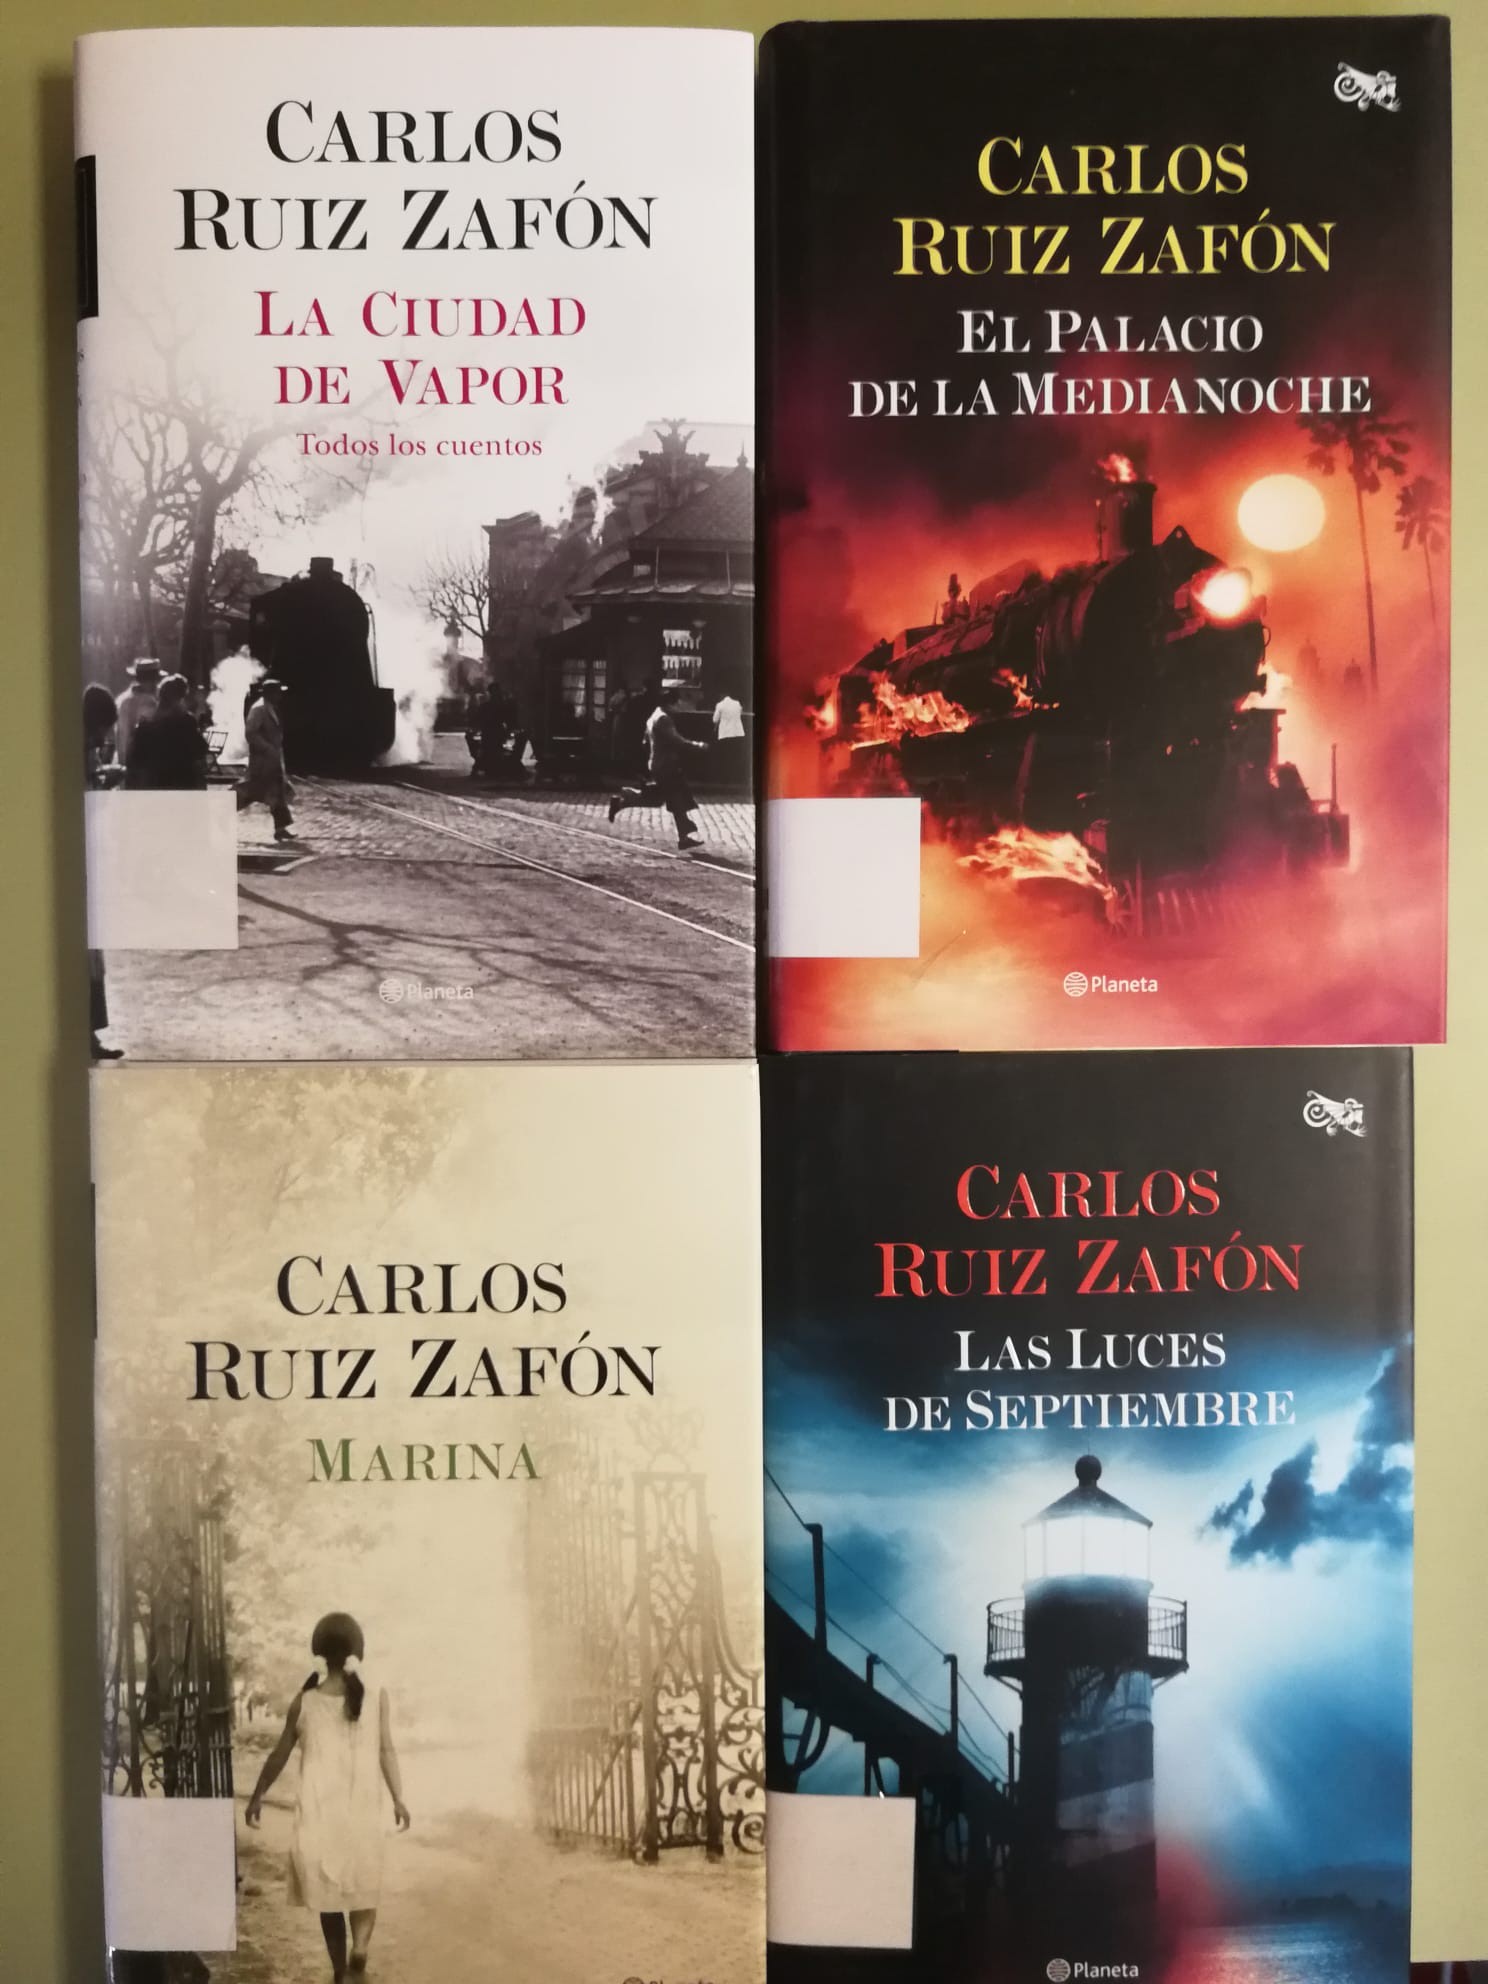 CARLOS
RUIZ ZAFÓN
LA CIUDAD
DE VAPOR
Todos los cuentos
Planeta
CARLOS
RUIZ ZAFÓN
EL PALACIO
DE LA MEDIANOCHE
Planeta
CARLOS
RUIZ ZAFÓN
MARINA
Planeta
CARLOS
RUIZ ZAFÓN
LAS LUCES
DE SEPTIEMBRE
Planeta